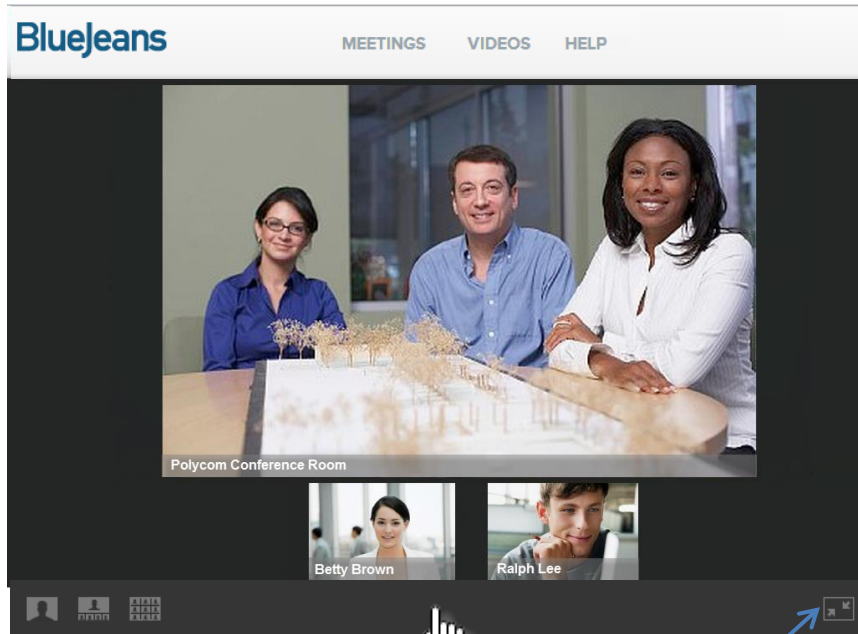 BlueJeans
MEETINGS VIDEOS HELP
Polycom Conference Room
Betty Brown
Ralph Lee